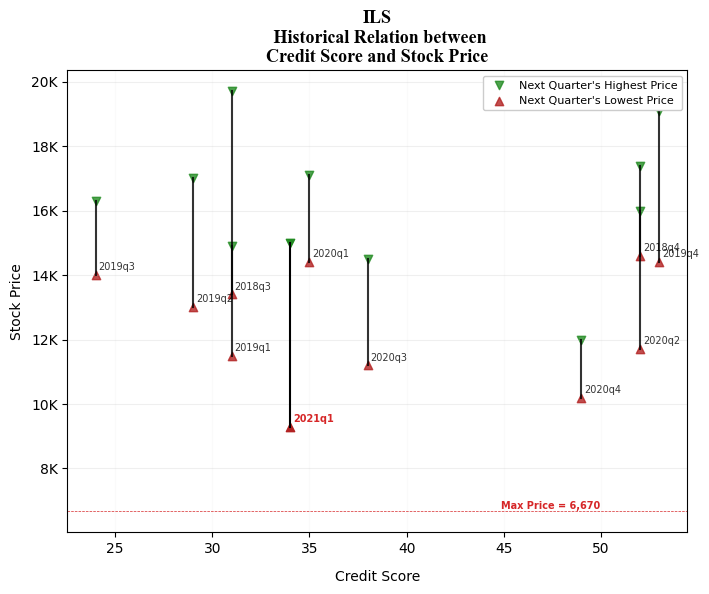 ILS
Historical Relation between
Credit Score and Stock Price
20K
18K
16K
14K
12K
10K
8K
Stock Price
Next Quarter's Highest Price
Next Quarter's Lowest Price
2019q3
2019q2
2018q3
2019q1
2020q1
2020q3
2021q1
2018q4
2019q4
2020q2
2020q4
Max Price = 6,670
25
30
35
40
45
50
Credit Score